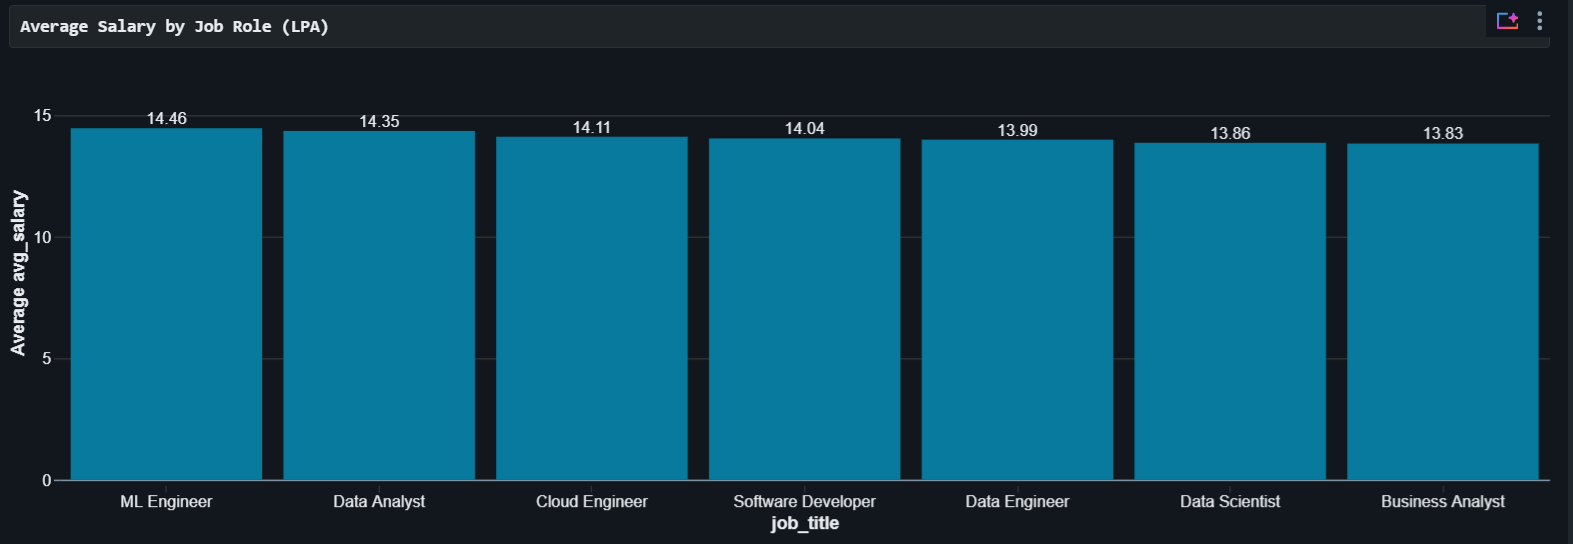 Average Salary by Job Role (LPA)
15
10
5
0
Average avg_salary
14.46
14.35
14.11
14.04
13.99
13.86
13.83
ML Engineer
Data Analyst
Cloud Engineer
Software Developer
Data Engineer
Data Scientist
Business Analyst
job_title